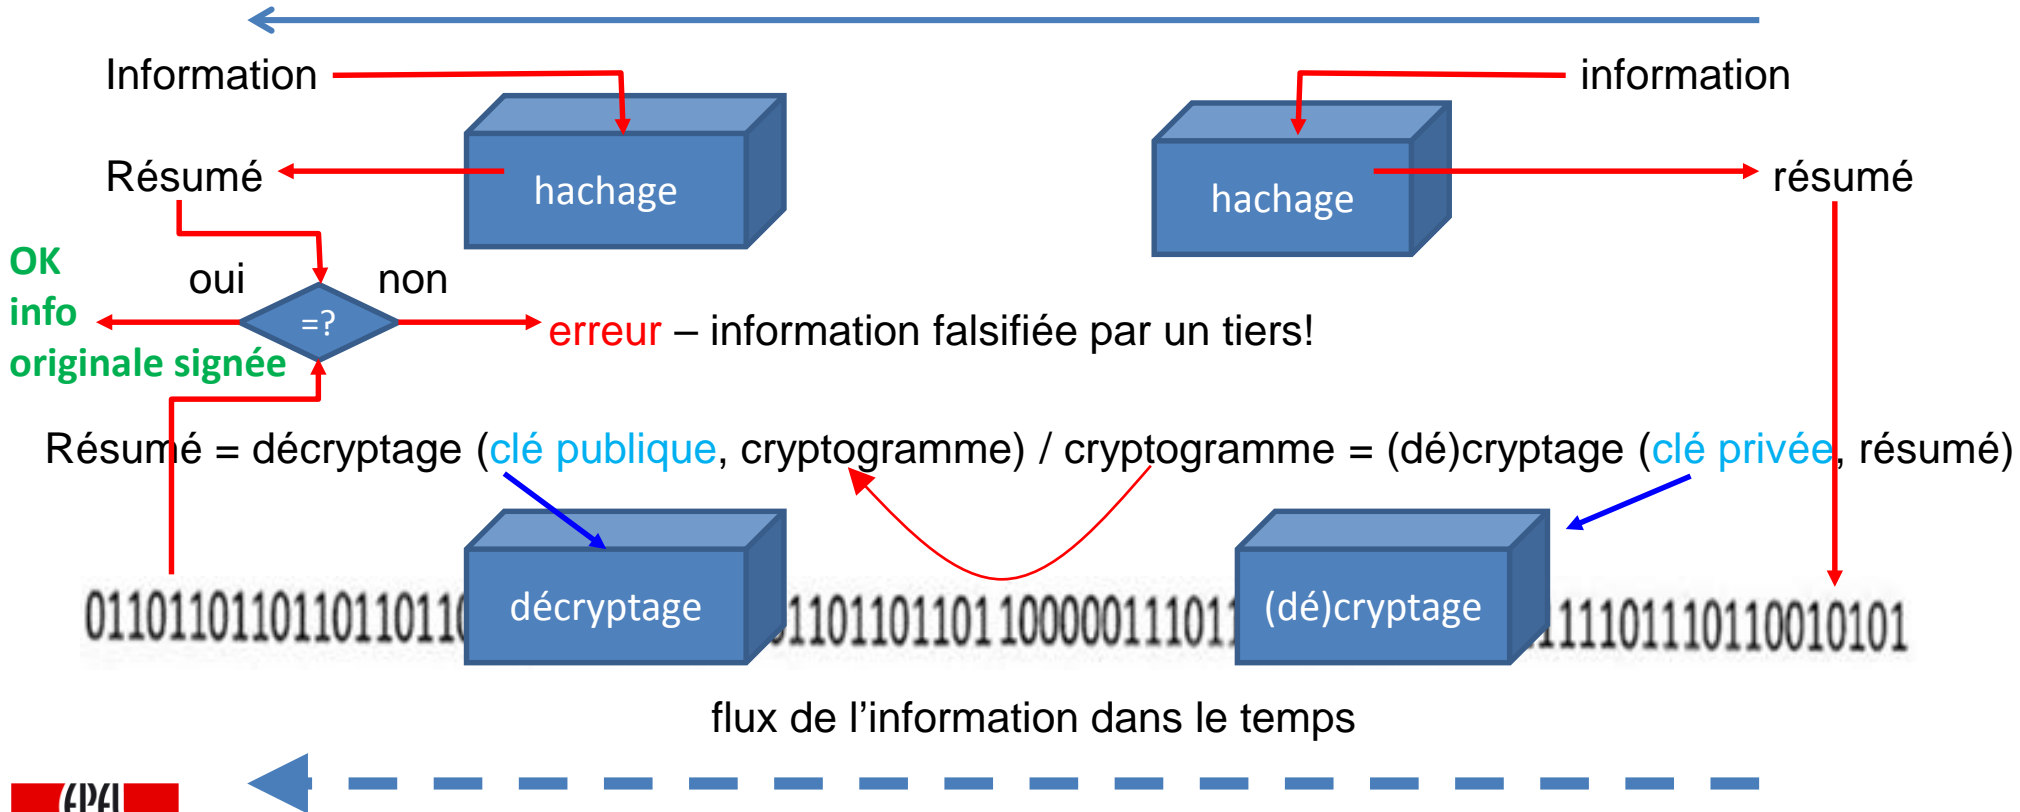 Information
information
hachage
hachage
Résumé
résumé
OK
info
originale signée
oui
non
=?
erreur – information falsifiée par un tiers!
Résumé = décryptage (clé publique, cryptogramme) / cryptogramme = (dé)cryptage (clé privée, résumé)
décryptage
(dé)cryptage
flux de l’information dans le temps